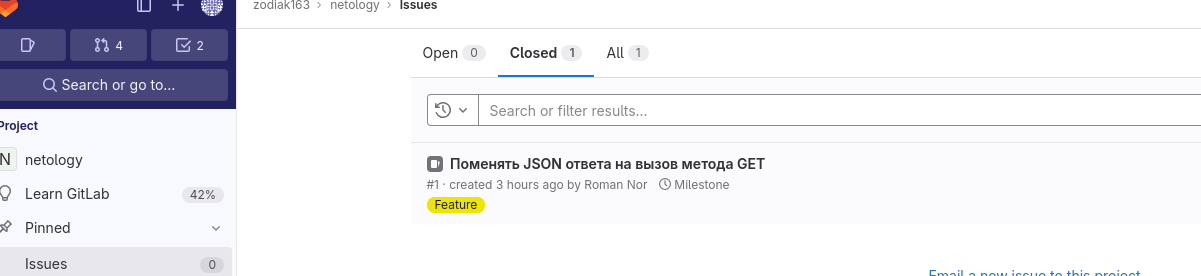 zodiak163 › netology › Issues
4 2
Search or go to...
Project
N netology
Learn GitLab 42%
Pinned
Issues 0
Open 0 Closed 1 All 1
Search or filter results...
Поменять JSON ответа на вызов метода GET
#1 · created 3 hours ago by Roman Nor Milestone
Feature
Email a new issue to this project